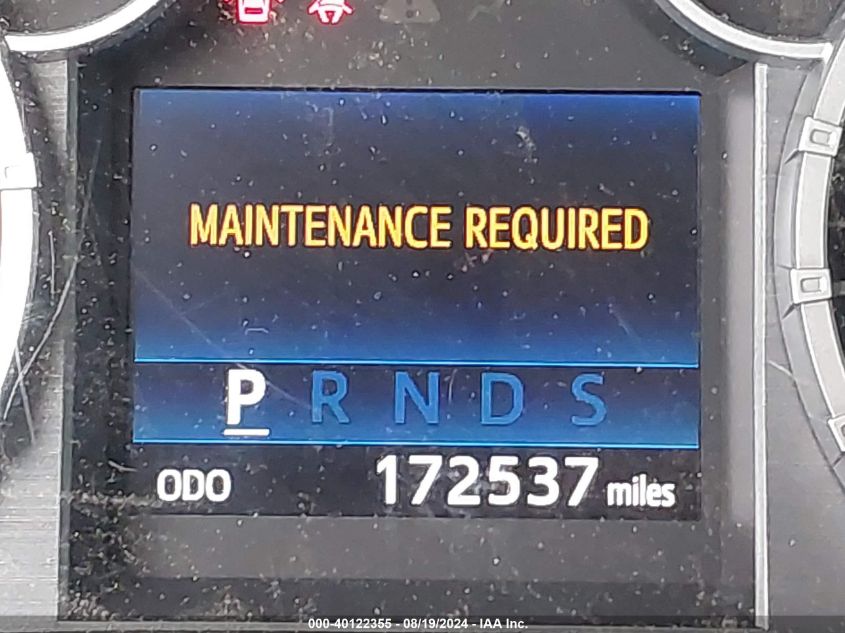 MAINTENANCE REQUIRED
P R N D S
ODO 172537 miles
000-40122355 - 08/19/2024 - IAA Inc.